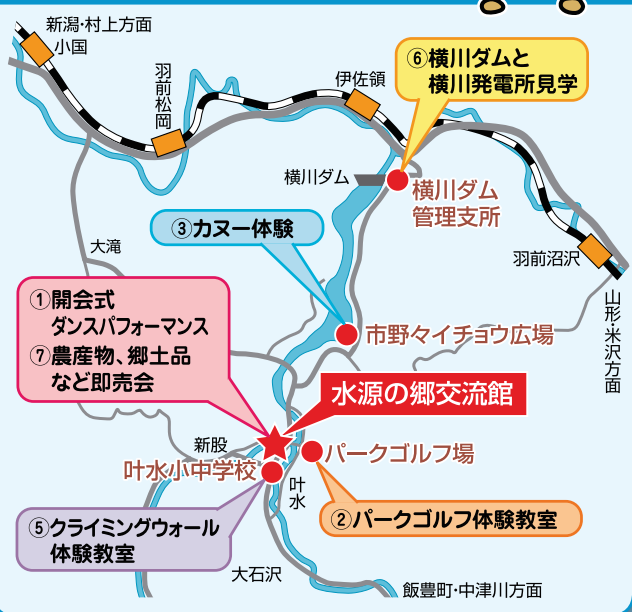 新潟・村上方面
小国
羽前松岡
伊佐領
⑥横川ダムと
横川発電所見学
横川ダム
横川ダム
管理支所
③カヌー体験
大滝
羽前沼沢
山形・米沢方面
①開会式
ダンスパフォーマンス
⑦農産物、郷土品
など即売会
市野々イチョウ広場
水源の郷交流館
新股
叶水小中学校
パークゴルフ場
叶水
②パークゴルフ体験教室
⑤クライミングウォール
体験教室
大石沢
飯豊町・中津川方面